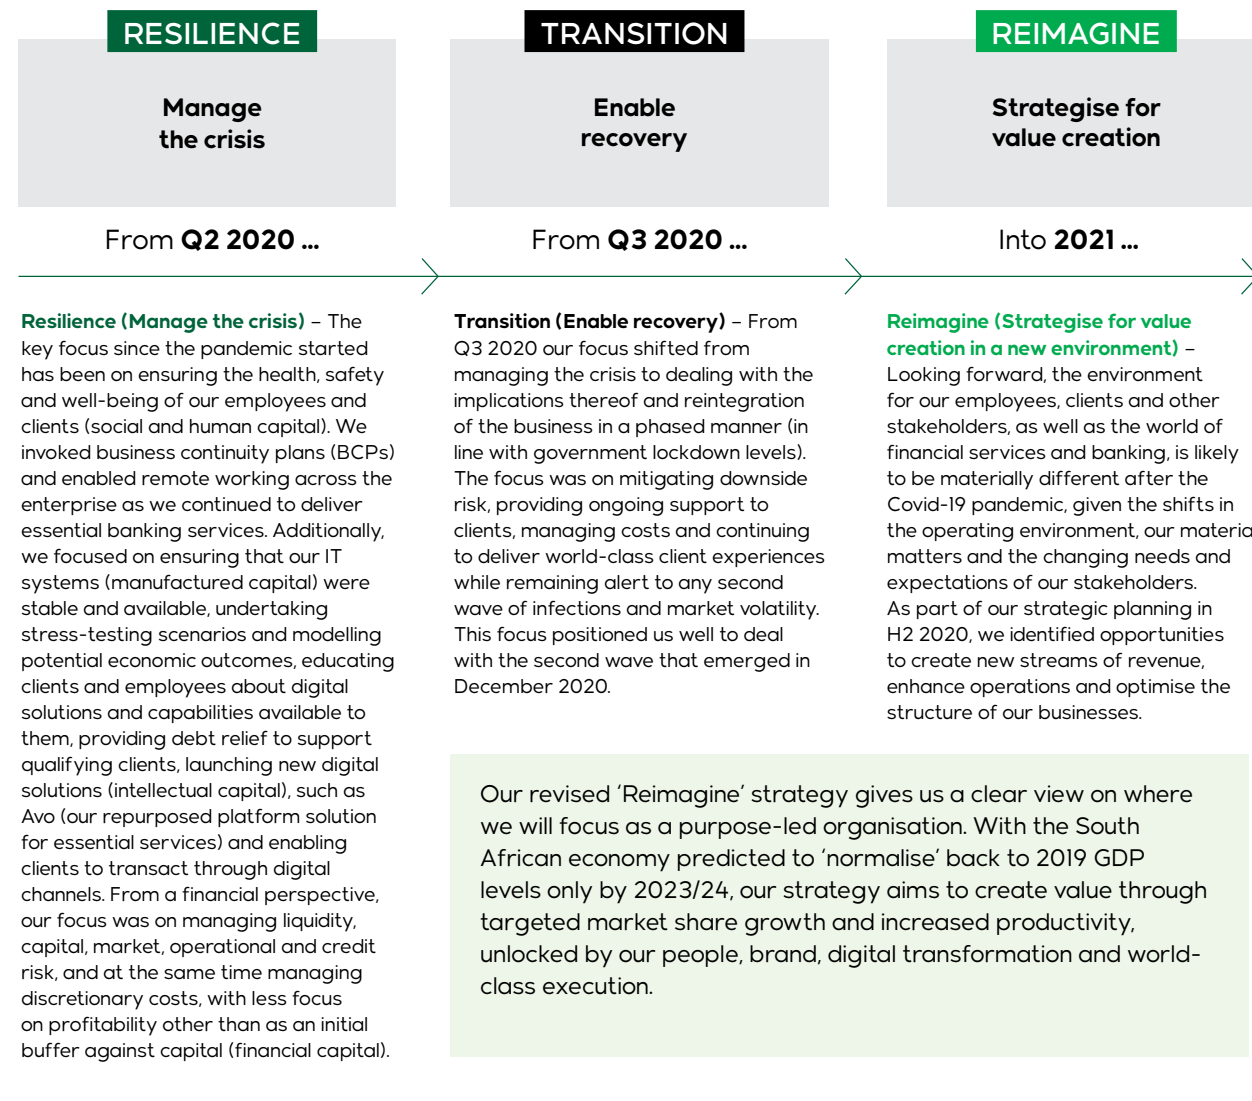 RESILIENCE
Manage
the crisis
From Q2 2020 ...
TRANSITION
Enable
recovery
From Q3 2020 ...
REIMAGINE
Strategise for
value creation
Into 2021 ...
Resilience (Manage the crisis) – The
key focus since the pandemic started
has been on ensuring the health, safety
and well-being of our employees and
clients (social and human capital). We
invoked business continuity plans (BCPs)
and enabled remote working across the
enterprise as we continued to deliver
essential banking services. Additionally,
we focused on ensuring that our IT
systems (manufactured capital) were
stable and available, undertaking
stress-testing scenarios and modelling
potential economic outcomes, educating
clients and employees about digital
solutions and capabilities available to
them, providing debt relief to support
qualifying clients, launching new digital
solutions (intellectual capital), such as
Avo (our repurposed platform solution
for essential services) and enabling
clients to transact through digital
channels. From a financial perspective,
our focus was on managing liquidity,
capital, market, operational and credit
risk, and at the same time managing
discretionary costs, with less focus
on profitability other than as an initial
buffer against capital (financial capital).
Transition (Enable recovery) – From
Q3 2020 our focus shifted from
managing the crisis to dealing with the
implications thereof and reintegration
of the business in a phased manner (in
line with government lockdown levels).
The focus was on mitigating downside
risk, providing ongoing support to
clients, managing costs and continuing
to deliver world-class client experiences
while remaining alert to any second
wave of infections and market volatility.
This focus positioned us well to deal
with the second wave that emerged in
December 2020.
Reimagine (Strategise for value
creation in a new environment) –
Looking forward, the environment
for our employees, clients and other
stakeholders, as well as the world of
financial services and banking, is likely
to be materially different after the
Covid-19 pandemic, given the shifts in
the operating environment, our materia
matters and the changing needs and
expectations of our stakeholders.
As part of our strategic planning in
H2 2020, we identified opportunities
to create new streams of revenue,
enhance operations and optimise the
structure of our businesses.
Our revised ‘Reimagine’ strategy gives us a clear view on where
we will focus as a purpose-led organisation. With the South
African economy predicted to ‘normalise’ back to 2019 GDP
levels only by 2023/24, our strategy aims to create value through
targeted market share growth and increased productivity,
unlocked by our people, brand, digital transformation and world-
class execution.